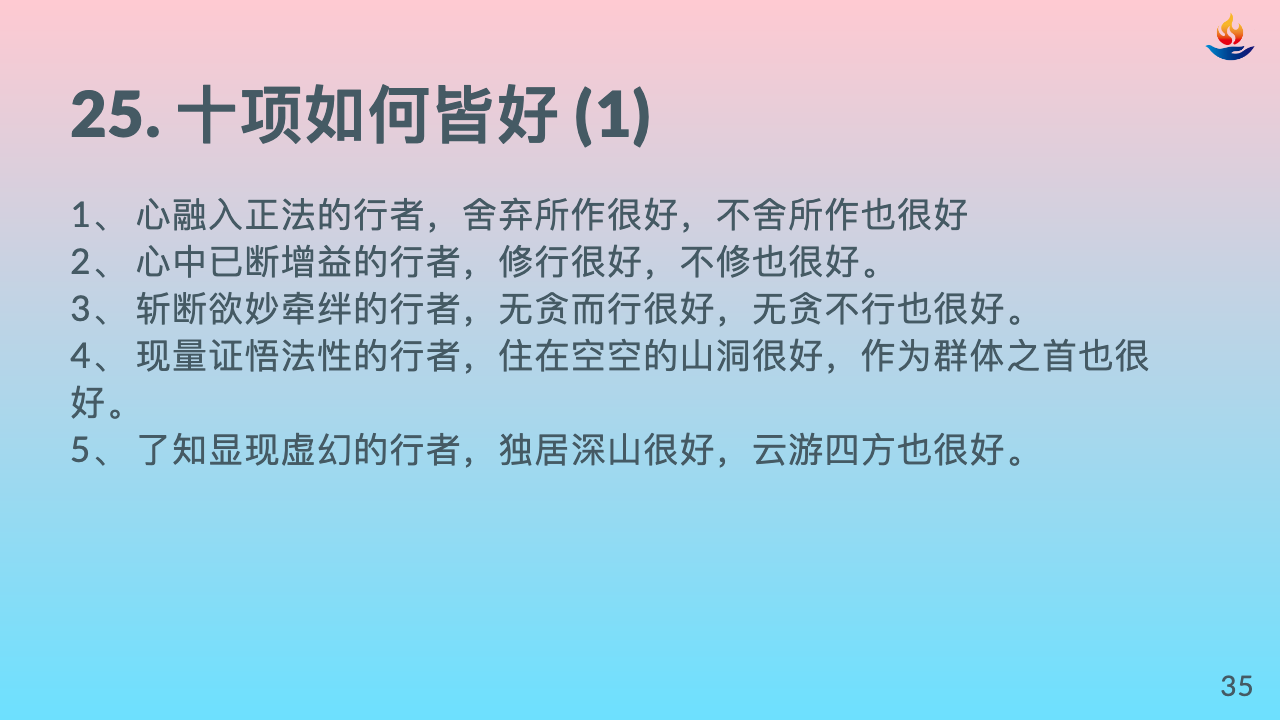 25. 十项如何皆好 (1)
1、 心融入正法的行者，舍弃所作很好，不舍所作也很好
2、 心中已断增益的行者，修行很好，不修也很好。
3、 斩断欲妙牵绊的行者，无贪而行很好，无贪不行也很好。
4、 现量证悟法性的行者，住在空空的山洞很好，作为群体之首也很
好。
5、 了知显现虚幻的行者，独居深山很好，云游四方也很好。
35